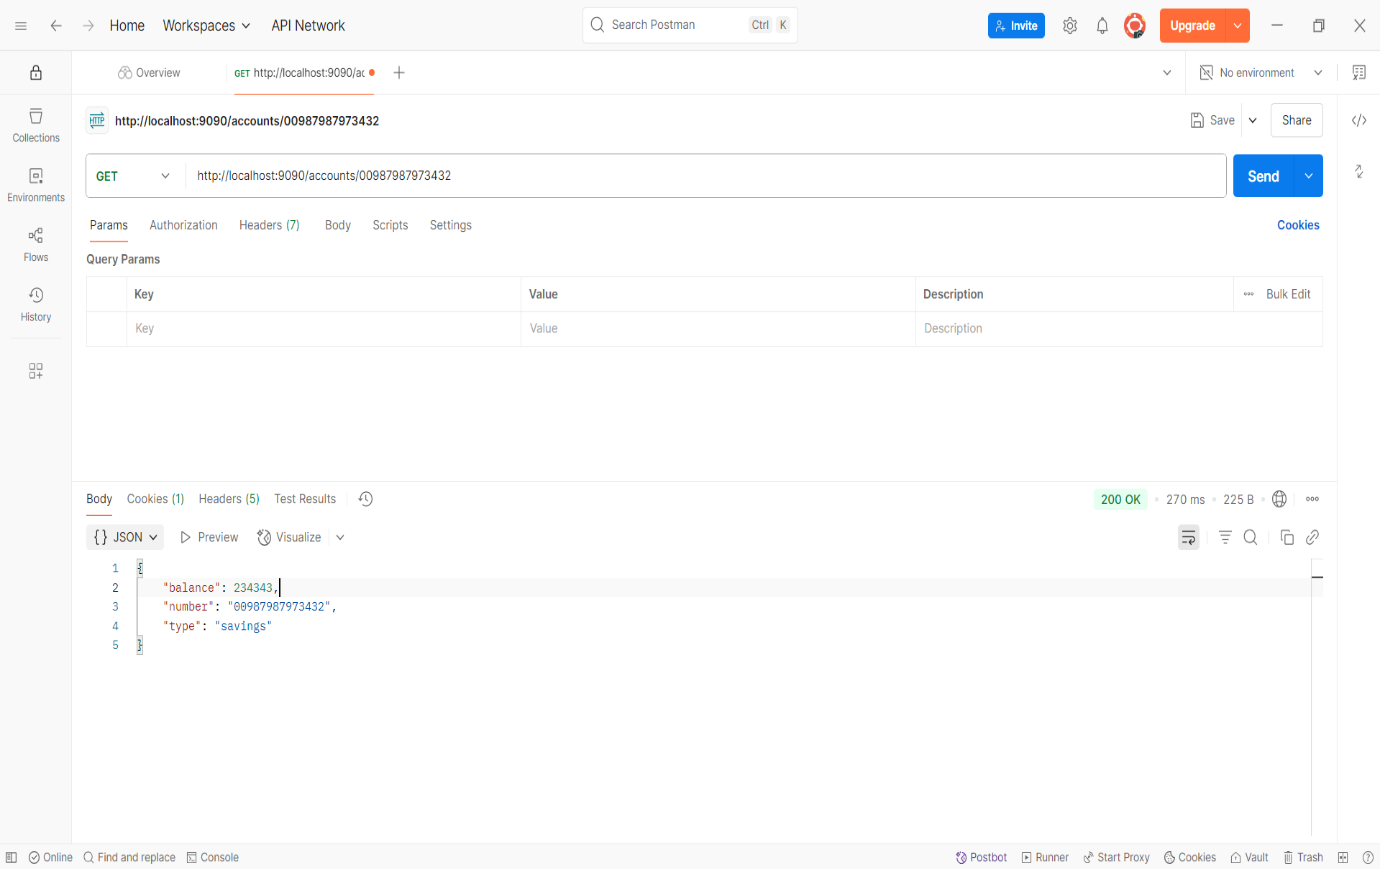 Home Workspaces API Network Search Postman Ctrl K Invite Upgrade
Overview GET http://localhost:9090/ac No environment
HTTP http://localhost:9090/accounts/00987987973432 Save Share
GET http://localhost:9090/accounts/00987987973432 Send
Params Authorization Headers (7) Body Scripts Settings Cookies
Query Params
Key Value Description Bulk Edit
Key Value Description
Collections
Environments
Flows
History
Body Cookies (1) Headers (5) Test Results 200 OK 270 ms 225 B
{} JSON Preview Visualize
1 {
2 "balance": 234343,
3 "number": "00987987973432",
4 "type": "savings"
5 }
Online Find and replace Console Postbot Runner Start Proxy Cookies Vault Trash